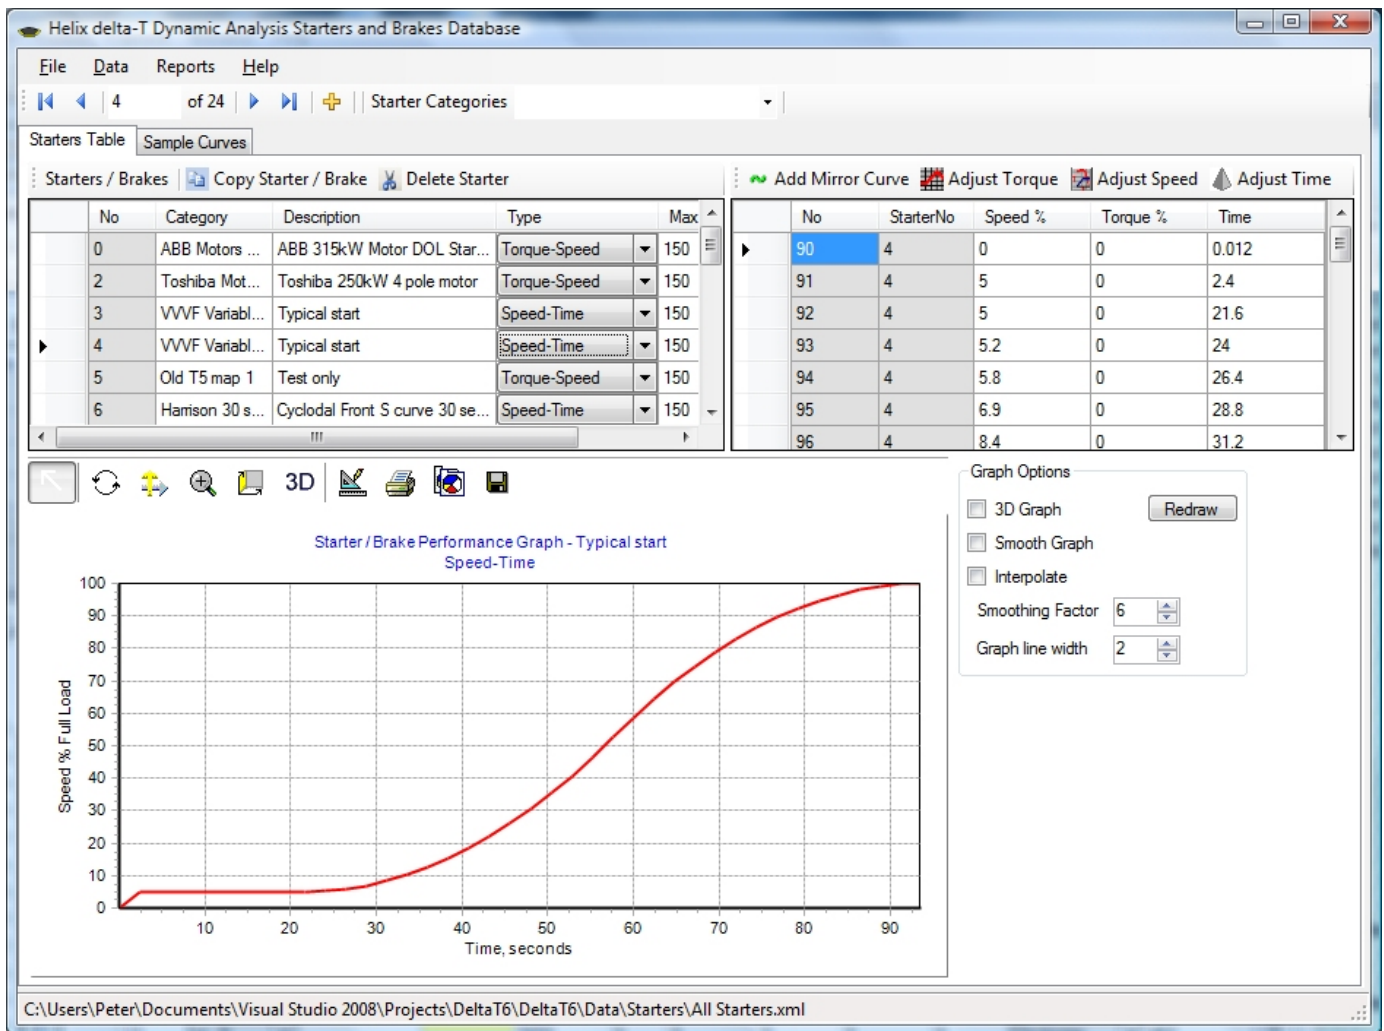 Helix delta-T Dynamic Analysis Starters and Brakes Database
File Data Reports Help
4 of 24 Starter Categories
Starters Table Sample Curves
Starters / Brakes Copy Starter / Brake Delete Starter
Add Mirror Curve Adjust Torque Adjust Speed Adjust Time
No Category Description Type Max
0 ABB Motors ... ABB 315kW Motor DOL Star... Torque-Speed 150
2 Toshiba Mot... Toshiba 250kW 4 pole motor Torque-Speed 150
3 VVVF Variabl... Typical start Speed-Time 150
4 VVVF Variabl... Typical start Speed-Time 150
5 Old T5 map 1 Test only Torque-Speed 150
6 Harrison 30 s... Cyclodal Front S curve 30 se... Speed-Time 150
No StarterNo Speed % Torque % Time
90 4 0 0 0.012
91 4 5 0 2.4
92 4 5 0 21.6
93 4 5.2 0 24
94 4 5.8 0 26.4
95 4 6.9 0 28.8
96 4 8.4 0 31.2
3D
Graph Options
3D Graph Redraw
Smooth Graph
Interpolate
Smoothing Factor 6
Graph line width 2
Starter / Brake Performance Graph - Typical start
Speed-Time
Speed % Full Load
100
90
80
70
60
50
40
30
20
10
0
10 20 30 40 50 60 70 80 90
Time, seconds
C:\Users\Peter\Documents\Visual Studio 2008\Projects\DeltaT6\DeltaT6\Data\Starters\All Starters.xml